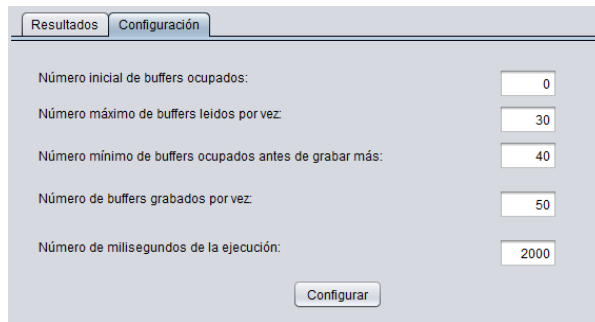 Resultados Configuración
Número inicial de buffers ocupados: 0
Número máximo de buffers leidos por vez: 30
Número mínimo de buffers ocupados antes de grabar más: 40
Número de buffers grabados por vez: 50
Número de milisegundos de la ejecución: 2000
Configurar